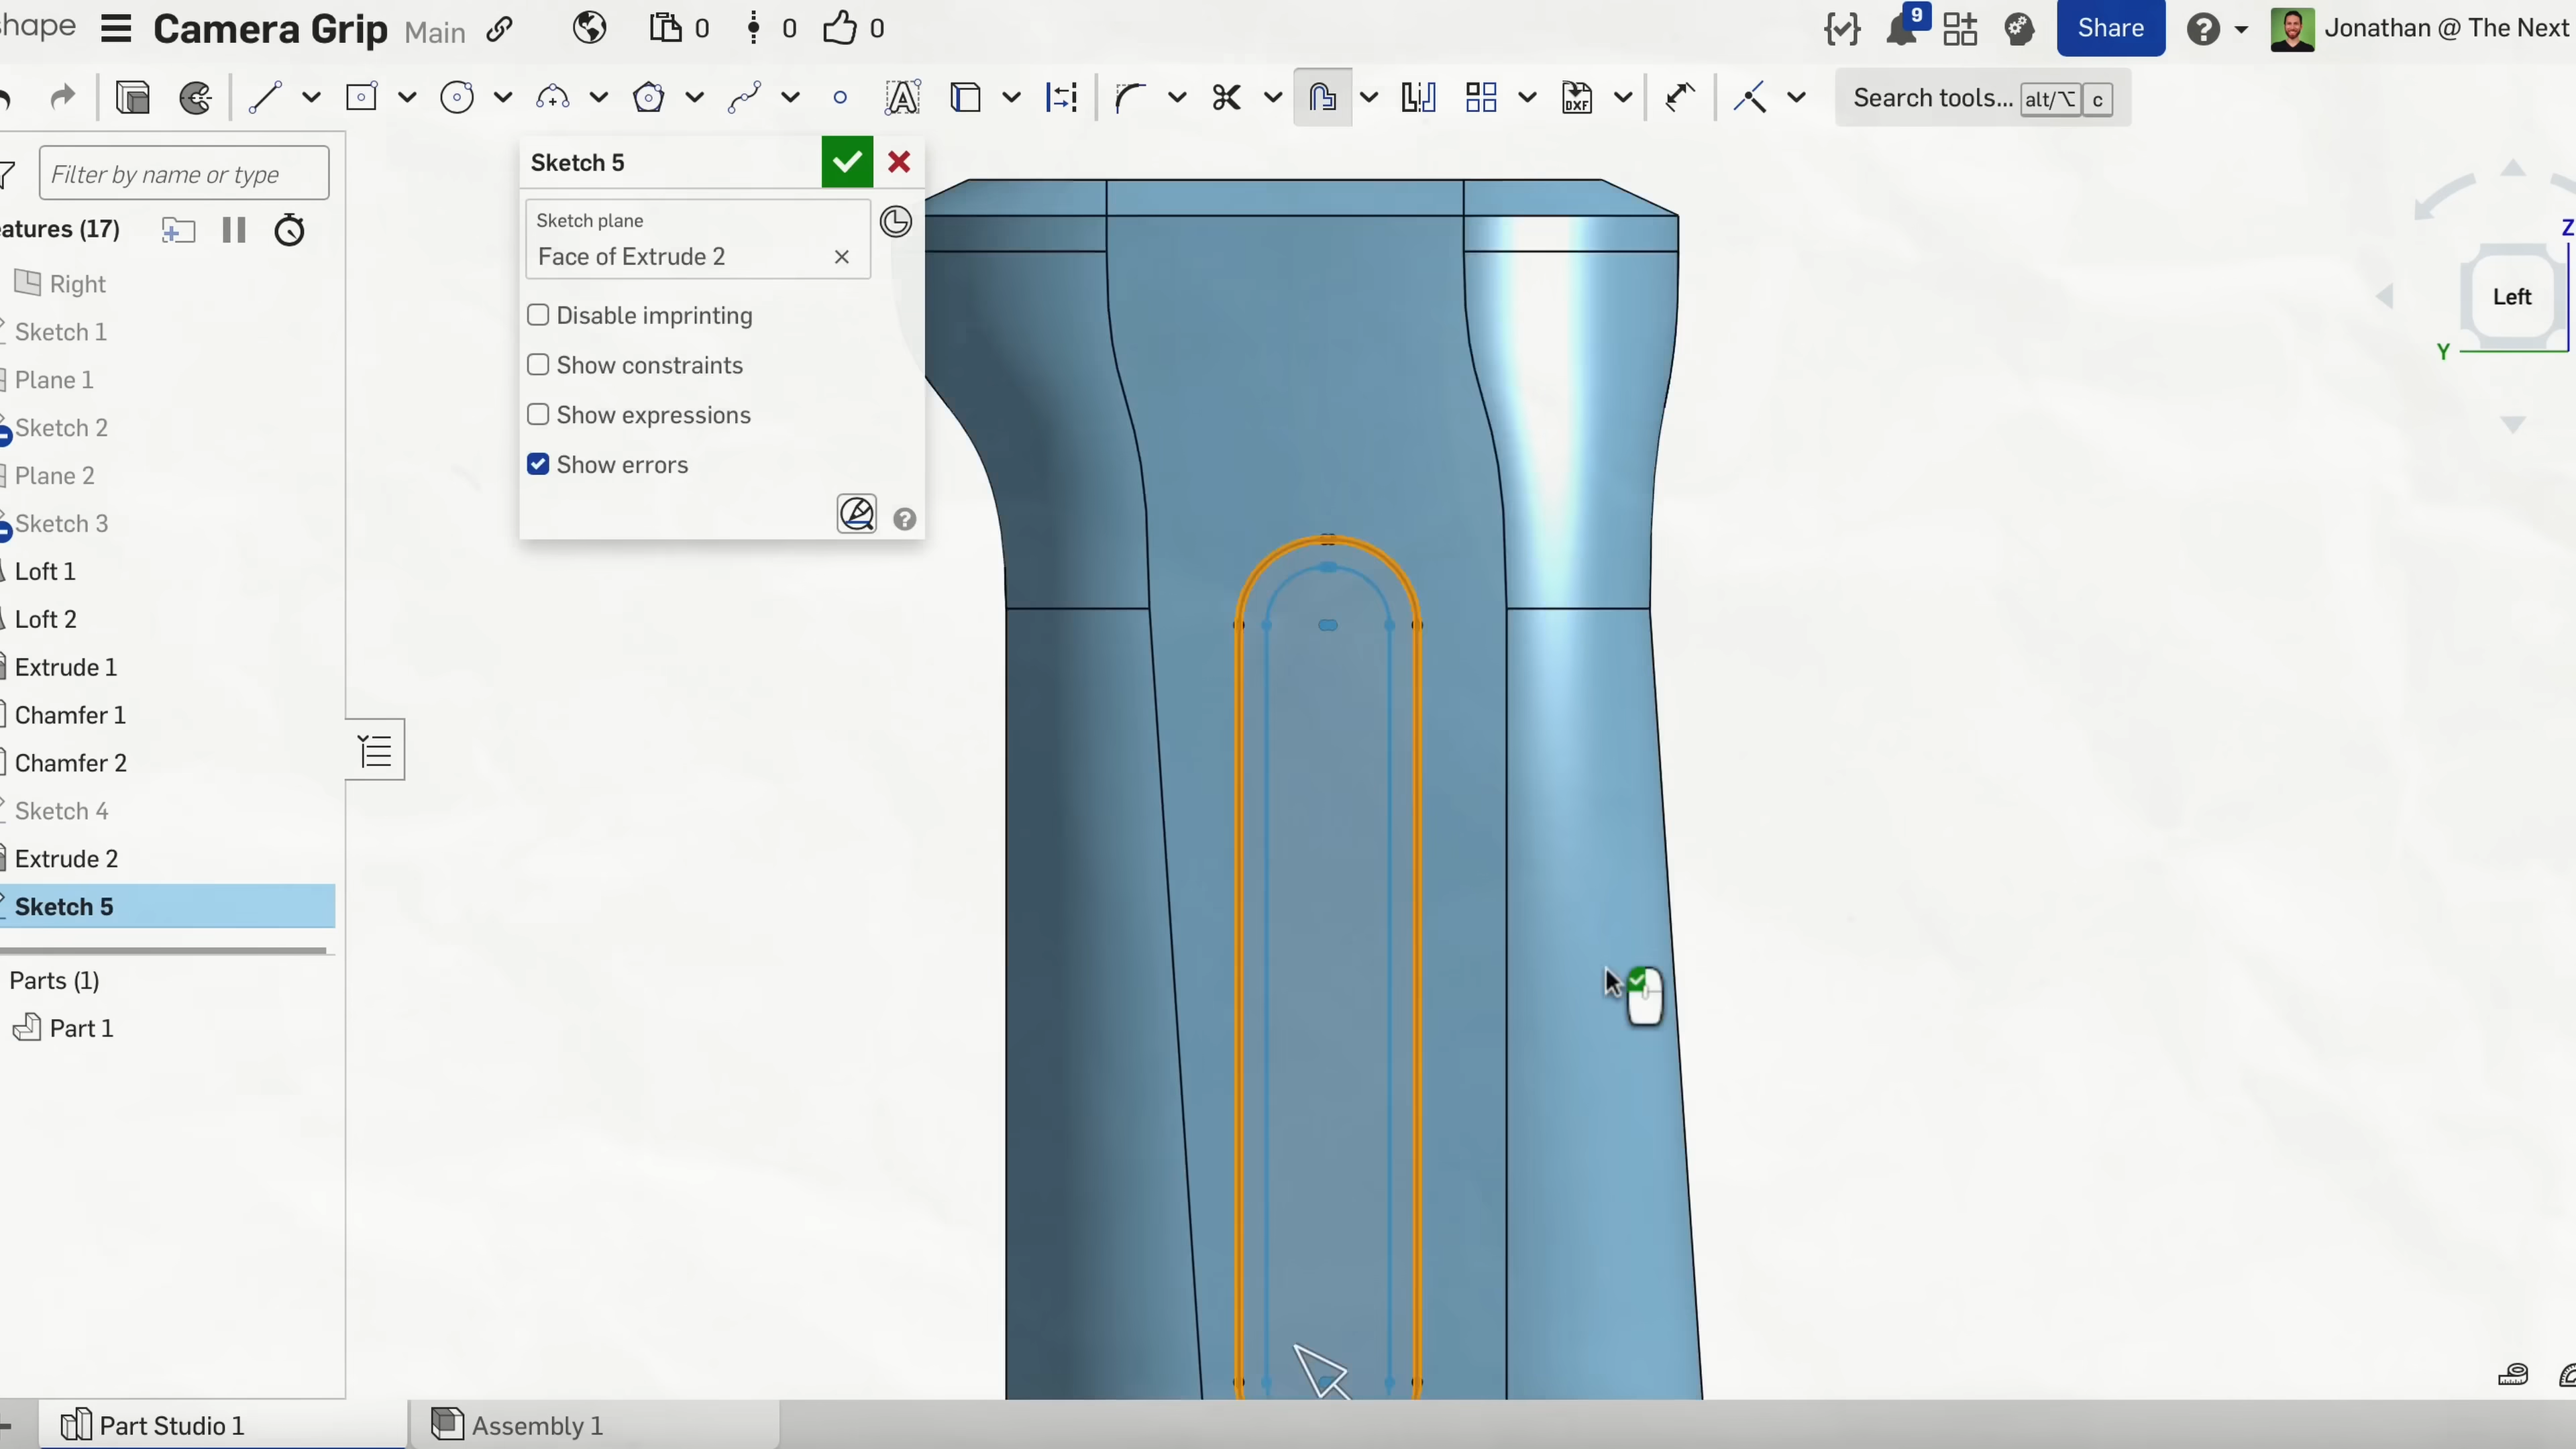 shape Camera Grip Main 0 0 0 9 Share Jonathan @ The Next
Search tools... alt/⌥ c
Filter by name or type
eatures (17)
Right
Sketch 1
Plane 1
Sketch 2
Plane 2
Sketch 3
Loft 1
Loft 2
Extrude 1
Chamfer 1
Chamfer 2
Sketch 4
Extrude 2
Sketch 5
Parts (1)
Part 1
Sketch 5
Sketch plane
Face of Extrude 2
Disable imprinting
Show constraints
Show expressions
Show errors
Z
Left
Y
DXF
Part Studio 1
Assembly 1